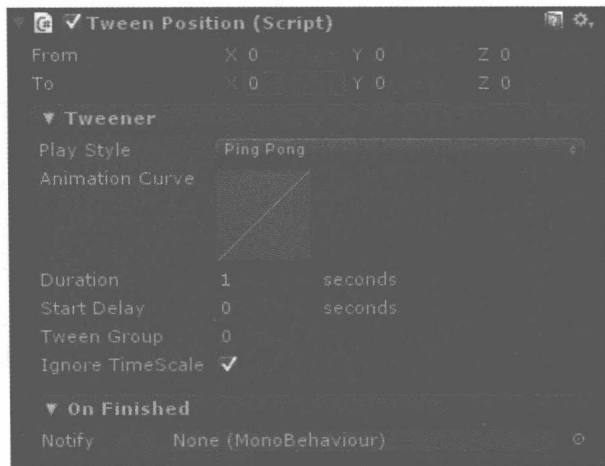 Tween Position (Script)
From X 0 Y 0 Z 0
To X 0 Y 0 Z 0
Tweener
Play Style Ping Pong
Animation Curve
Duration 1 seconds
Start Delay 0 seconds
Tween Group 0
Ignore TimeScale
On Finished
Notify None (MonoBehaviour)